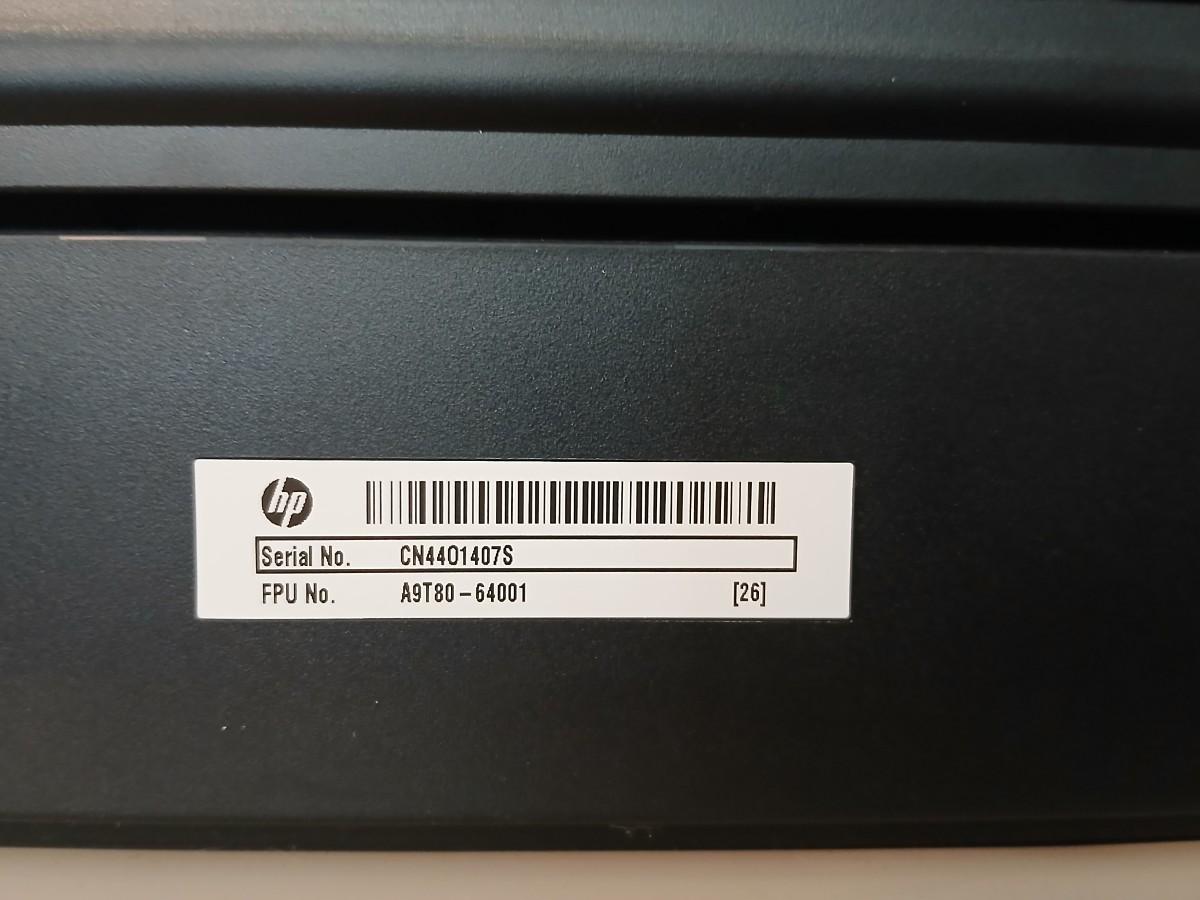 hp
Serial No. CN44O1407S
FPU No. A9T80-64001 [26]